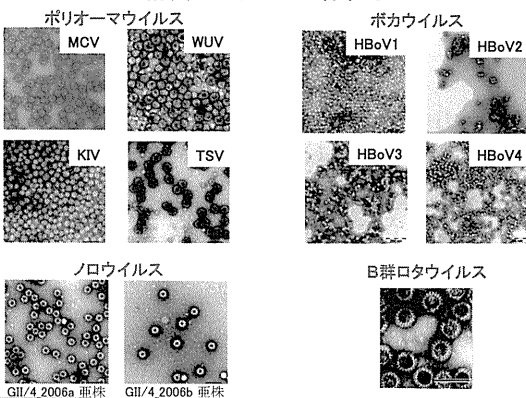 ポリオーマウイルス
MCV
WUV
KIV
TSV
ボカウイルス
HBoV1
HBoV2
HBoV3
HBoV4
ノロウイルス
GII/4_2006a 亜株
GII/4_2006b 亜株
B群ロタウイルス